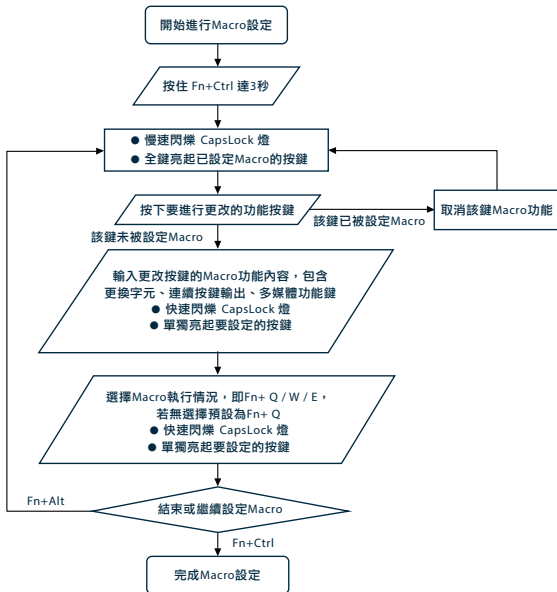 開始進行Macro設定
按住 Fn+Ctrl 達3秒
● 慢速閃爍 CapsLock 燈
● 全鍵亮起已設定Macro的按鍵
按下要進行更改的功能按鍵
該鍵已被設定Macro
取消該鍵Macro功能
該鍵未被設定Macro
輸入更改按鍵的Macro功能內容，包含
更換字元、連續按鍵輸出、多媒體功能鍵
● 快速閃爍 CapsLock 燈
● 單獨亮起要設定的按鍵
選擇Macro執行情況，即Fn+ Q / W / E，
若無選擇預設為Fn+ Q
● 快速閃爍 CapsLock 燈
● 單獨亮起要設定的按鍵
Fn+Alt
結束或繼續設定Macro
Fn+Ctrl
完成Macro設定